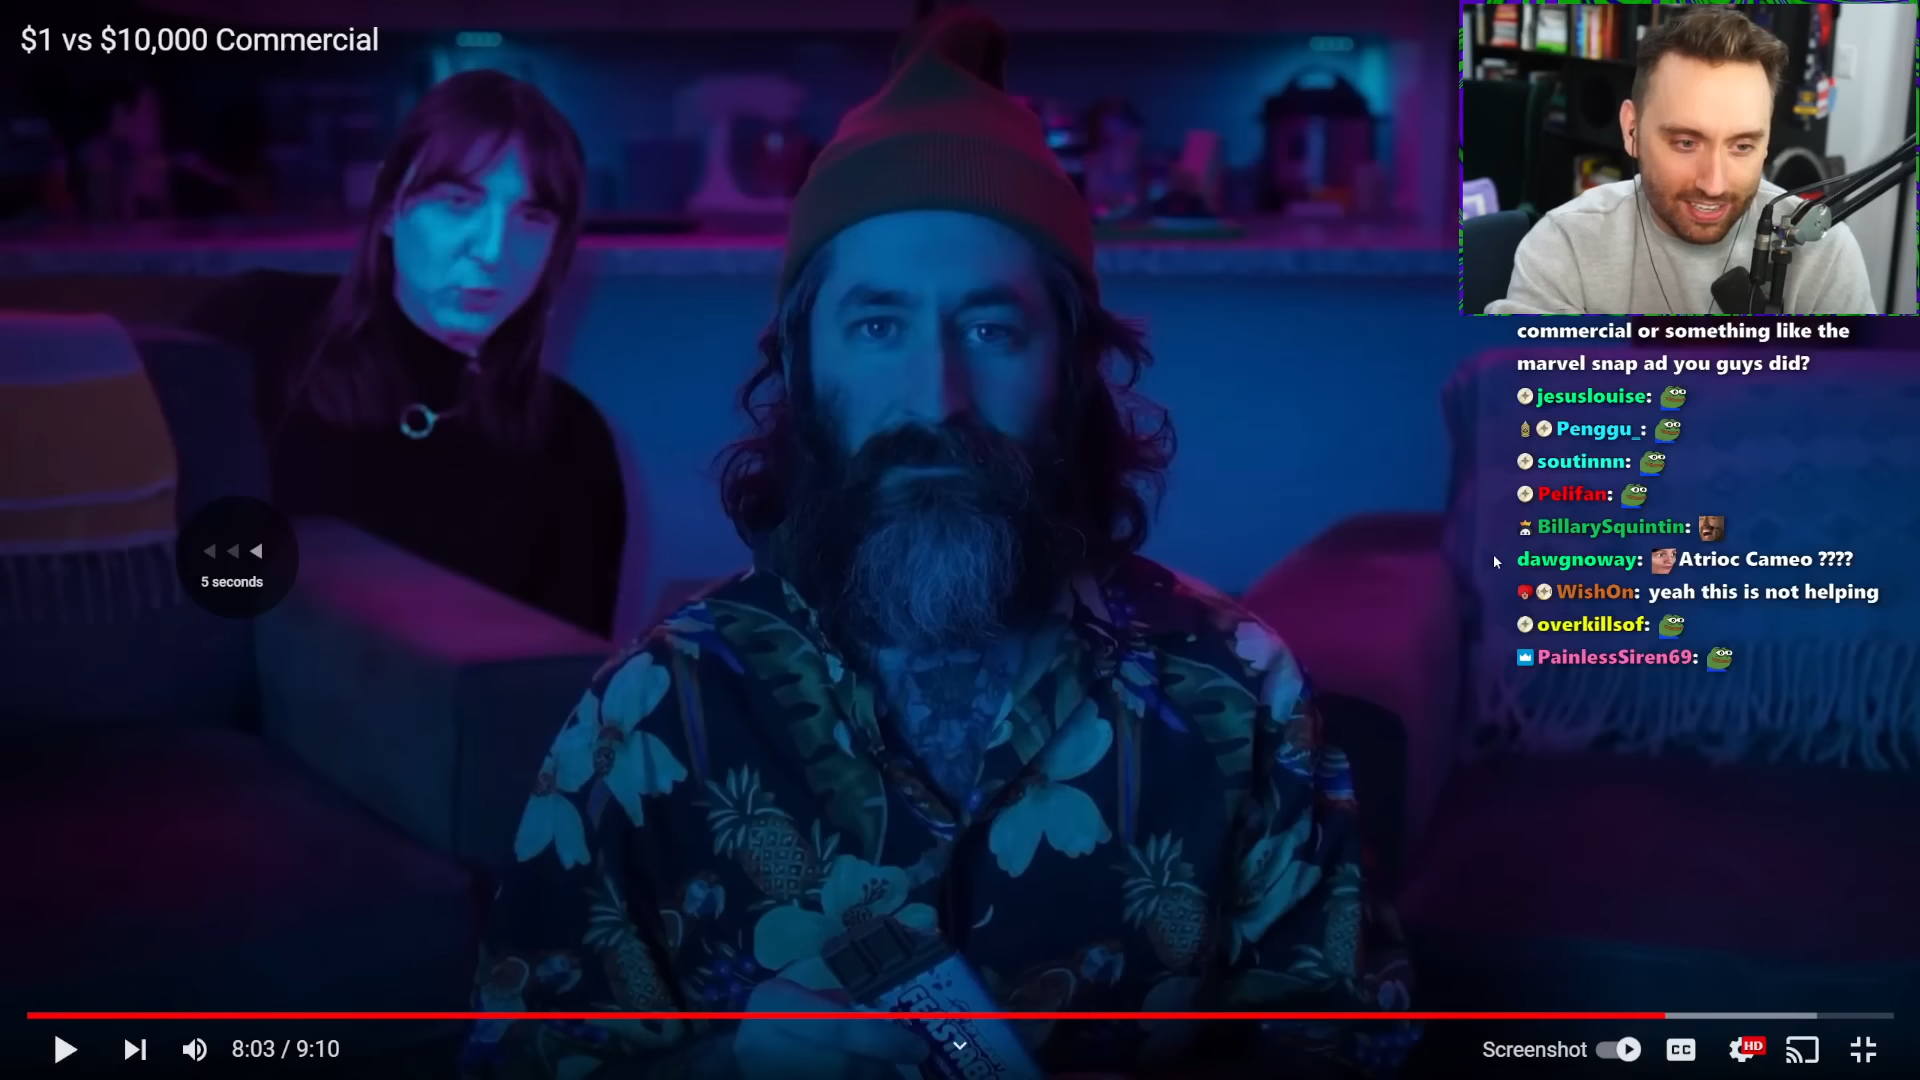 $1 vs $10,000 Commercial
commercial or something like the
marvel snap ad you guys did?
jesuslouise:
Penggu_:
soutinnn:
Pelifan:
BillarySquintin:
dawgnoway: Atrioc Cameo ????
WishOn: yeah this is not helping
overkillsof:
PainlessSiren69:
5 seconds
FEASTABLES
8:03 / 9:10
Screenshot
CC
HD